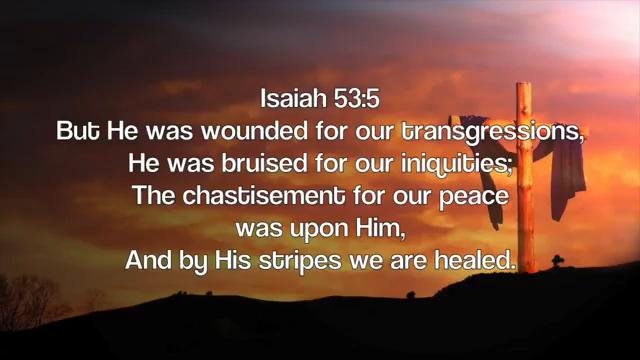 Isaiah 53:5
But He was wounded for our transgressions,
He was bruised for our iniquities;
The chastisement for our peace
was upon Him,
And by His stripes we are healed.